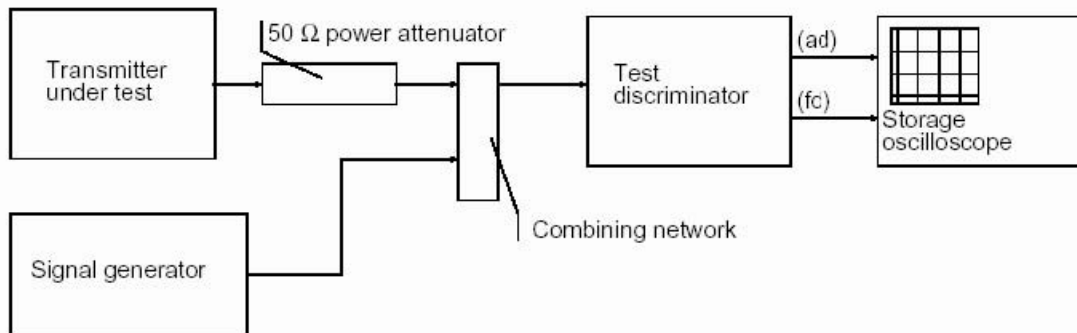 50 Ω power attenuator
Transmitter
under test
Test
discriminator
(ad)
(fc)
Storage
oscilloscope
Combining network
Signal generator